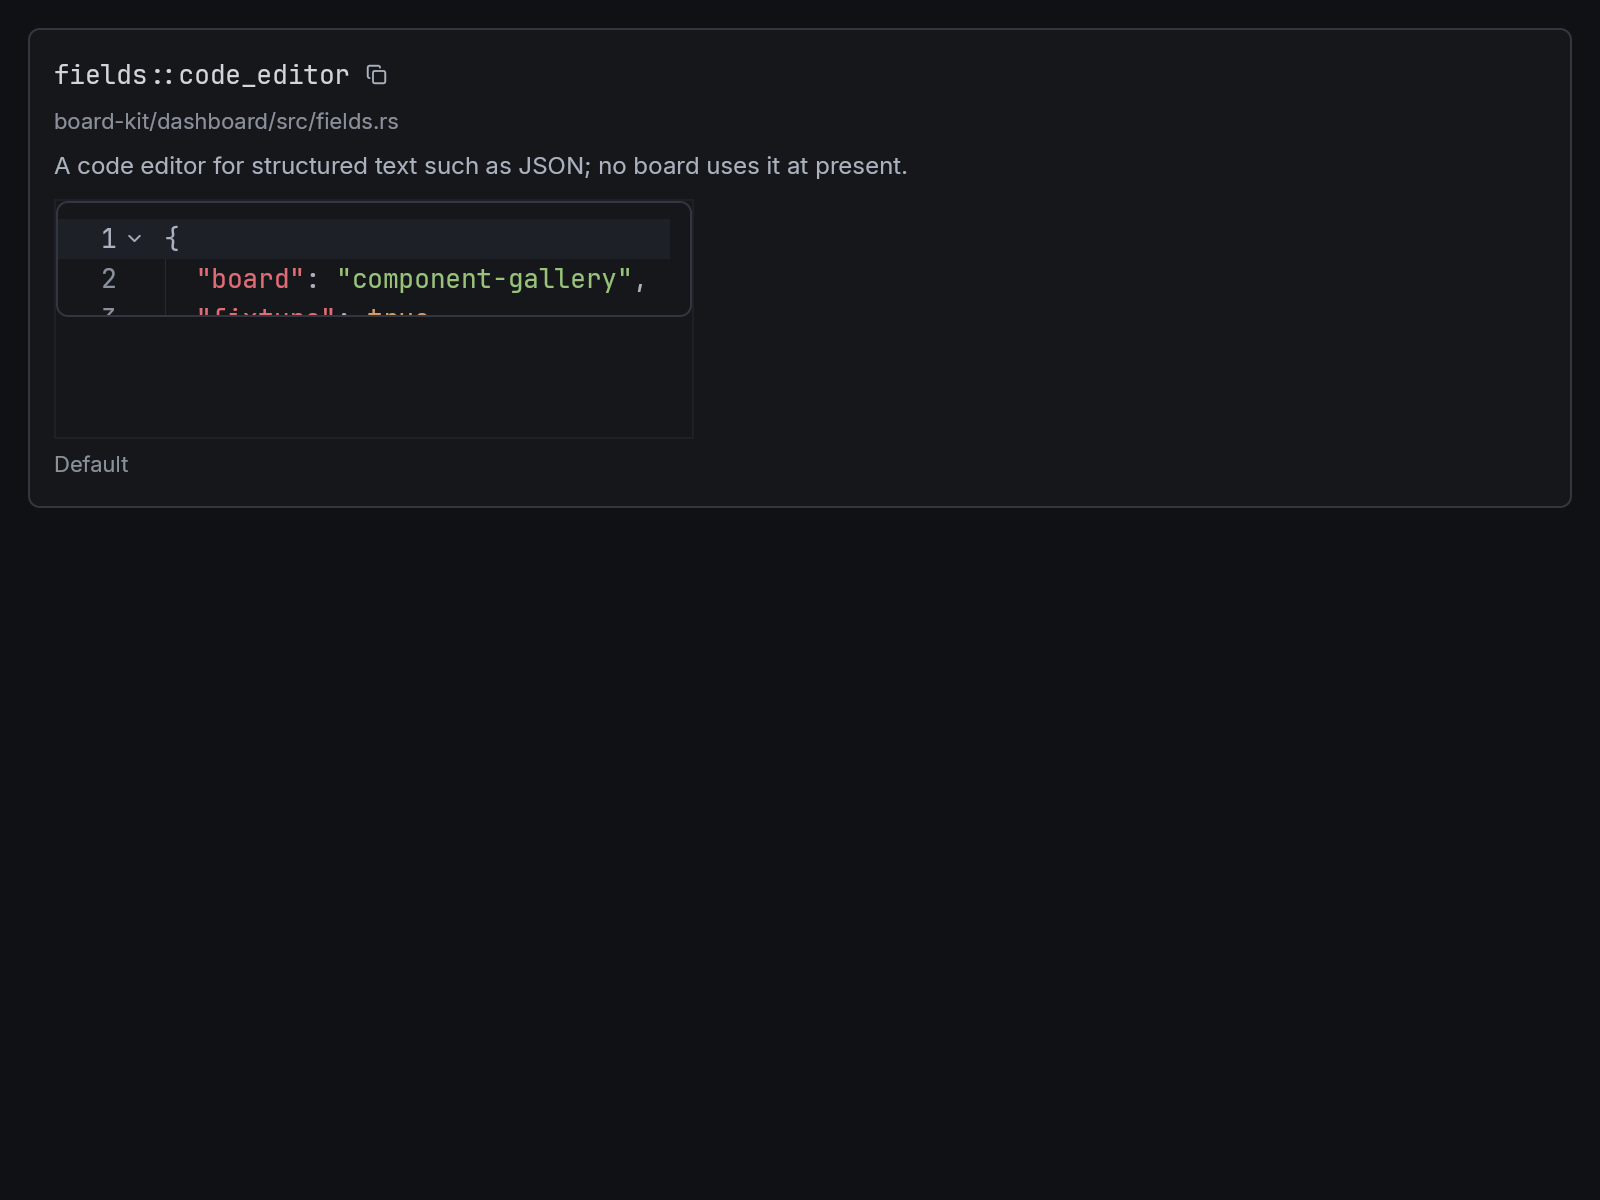 fields::code_editor
board-kit/dashboard/src/fields.rs
A code editor for structured text such as JSON; no board uses it at present.
1 {
2 "board": "component-gallery",
Default